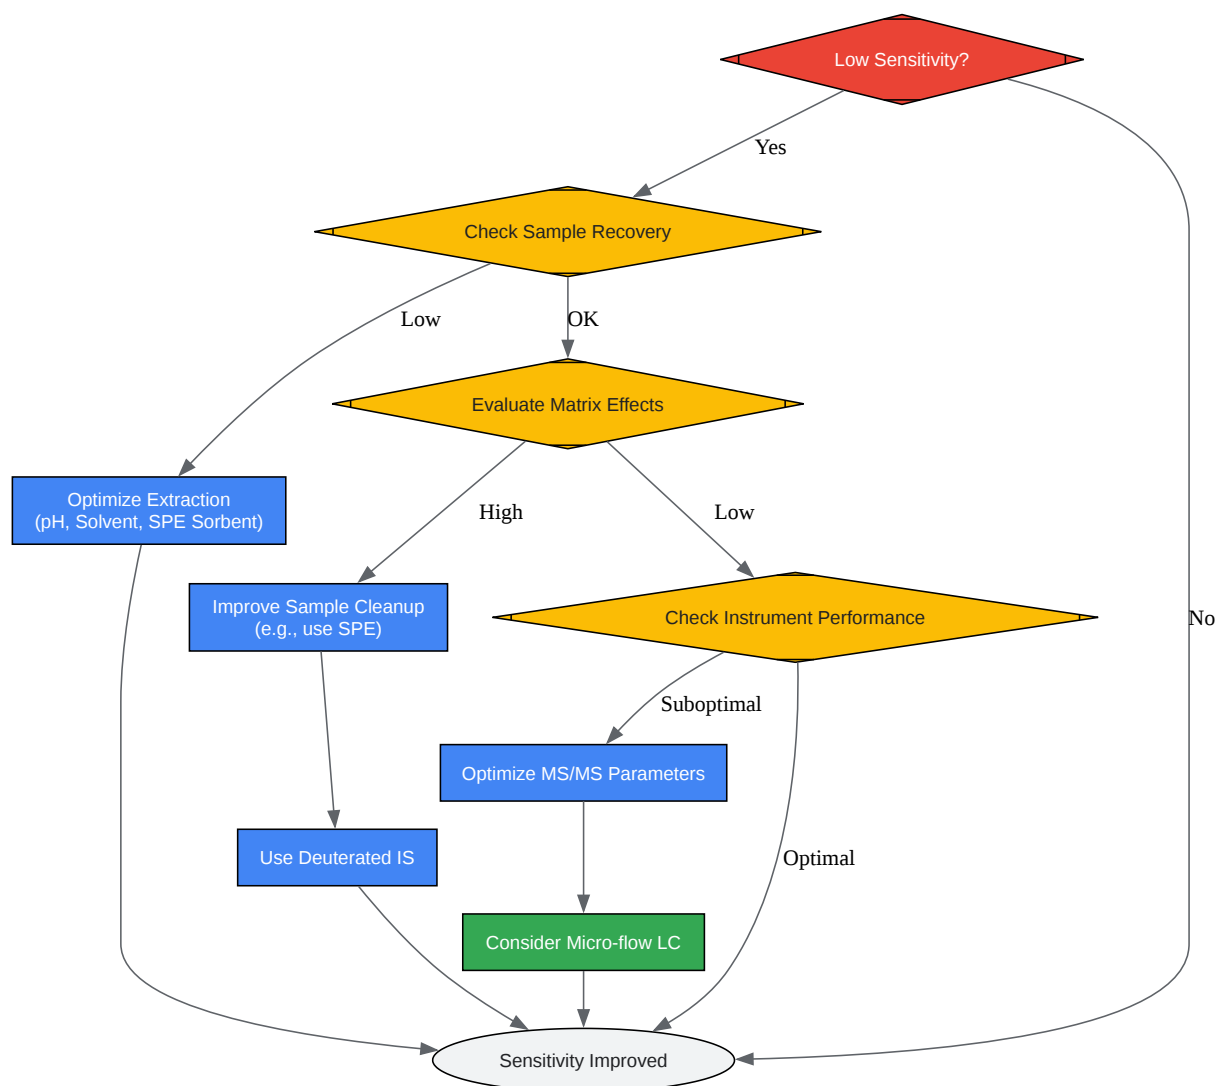 Low Sensitivity?
Yes
Check Sample Recovery
Low
OK
Evaluate Matrix Effects
Optimize Extraction
(pH, Solvent, SPE Sorbent)
High
Low
Improve Sample Cleanup
(e.g., use SPE)
Check Instrument Performance
No
Suboptimal
Optimize MS/MS Parameters
Use Deuterated IS
Optimal
Consider Micro-flow LC
Sensitivity Improved